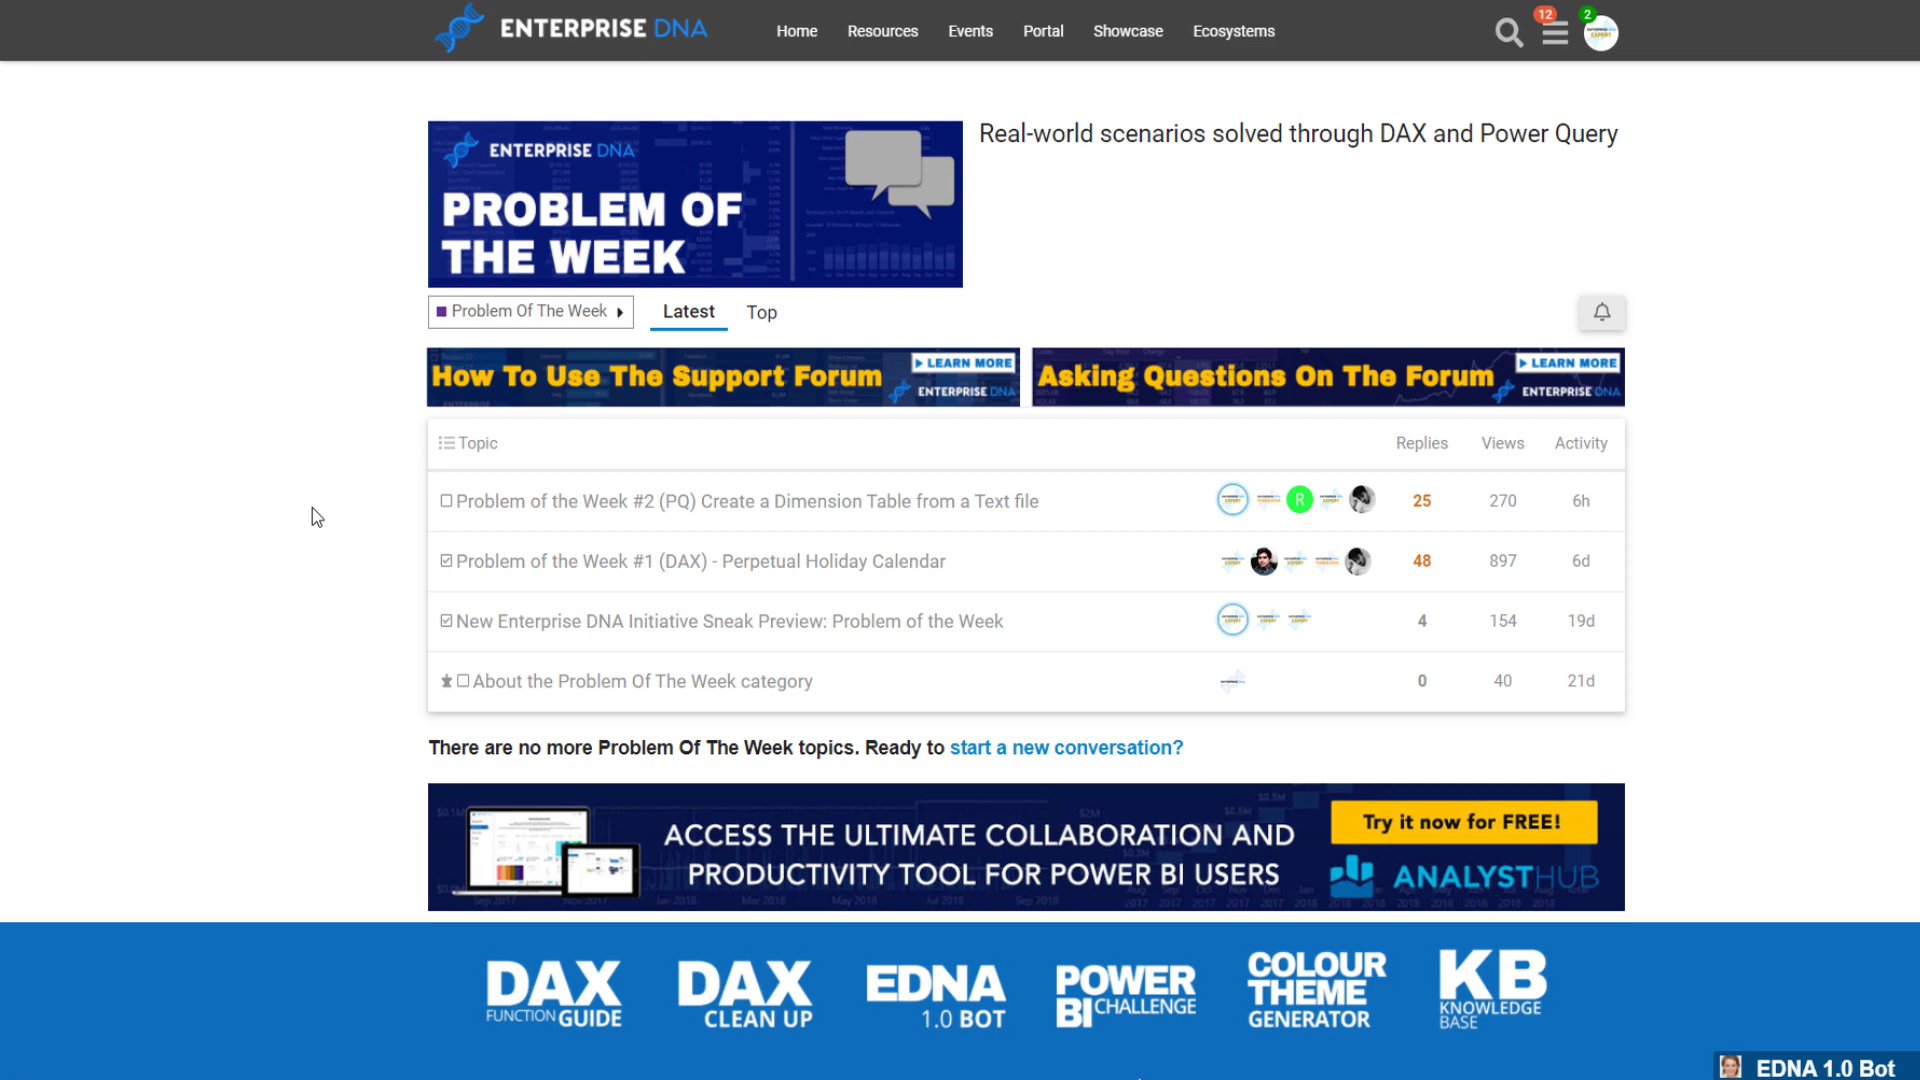 ENTERPRISE DNA
Home Resources Events Portal Showcase Ecosystems
12
2
ENTERPRISE DNA
PROBLEM OF
THE WEEK
Real-world scenarios solved through DAX and Power Query
Problem Of The Week
Latest
Top
How To Use The Support Forum
LEARN MORE
ENTERPRISE DNA
Asking Questions On The Forum
LEARN MORE
ENTERPRISE DNA
Topic Replies Views Activity
Problem of the Week #2 (PQ) Create a Dimension Table from a Text file R 25 270 6h
Problem of the Week #1 (DAX) - Perpetual Holiday Calendar 48 897 6d
New Enterprise DNA Initiative Sneak Preview: Problem of the Week 4 154 19d
About the Problem Of The Week category 0 40 21d
There are no more Problem Of The Week topics. Ready to start a new conversation?
ACCESS THE ULTIMATE COLLABORATION AND
PRODUCTIVITY TOOL FOR POWER BI USERS
Try it now for FREE!
ANALYSTHUB
DAX
FUNCTION GUIDE
DAX
CLEAN UP
EDNA
1.0 BOT
POWER
BI CHALLENGE
COLOUR
THEME
GENERATOR
KB
KNOWLEDGE
BASE
EDNA 1.0 Bot